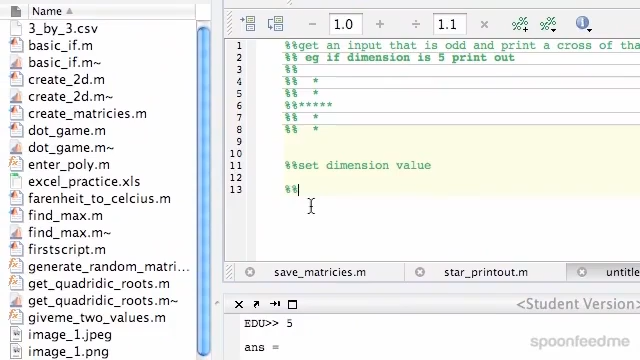 Name
3_by_3.csv
basic_if.m
basic_if.m~
create_2d.m
create_2d.m~
create_matricies.m
dot_game.m
dot_game.m~
enter_poly.m
excel_practice.xls
farenheit_to_celcius.m
find_max.m
find_max.m~
firstscript.m
generate_random_matri...
get_quadridic_roots.m
get_quadridic_roots.m~
giveme_two_values.m
image_1.jpeg
image_1.png
− 1.0 + ÷ 1.1 ×
1 %%get an input that is odd and print a cross of tha
2 %% eg if dimension is 5 print out
3 %%
4 %% *
5 %% *
6 %%*****
7 %% *
8 %% *
9
10
11 %%set dimension value
12
13 %%
save_matricies.m star_printout.m untitle
<Student Version>
EDU>> 5
ans =
spoonfeedme